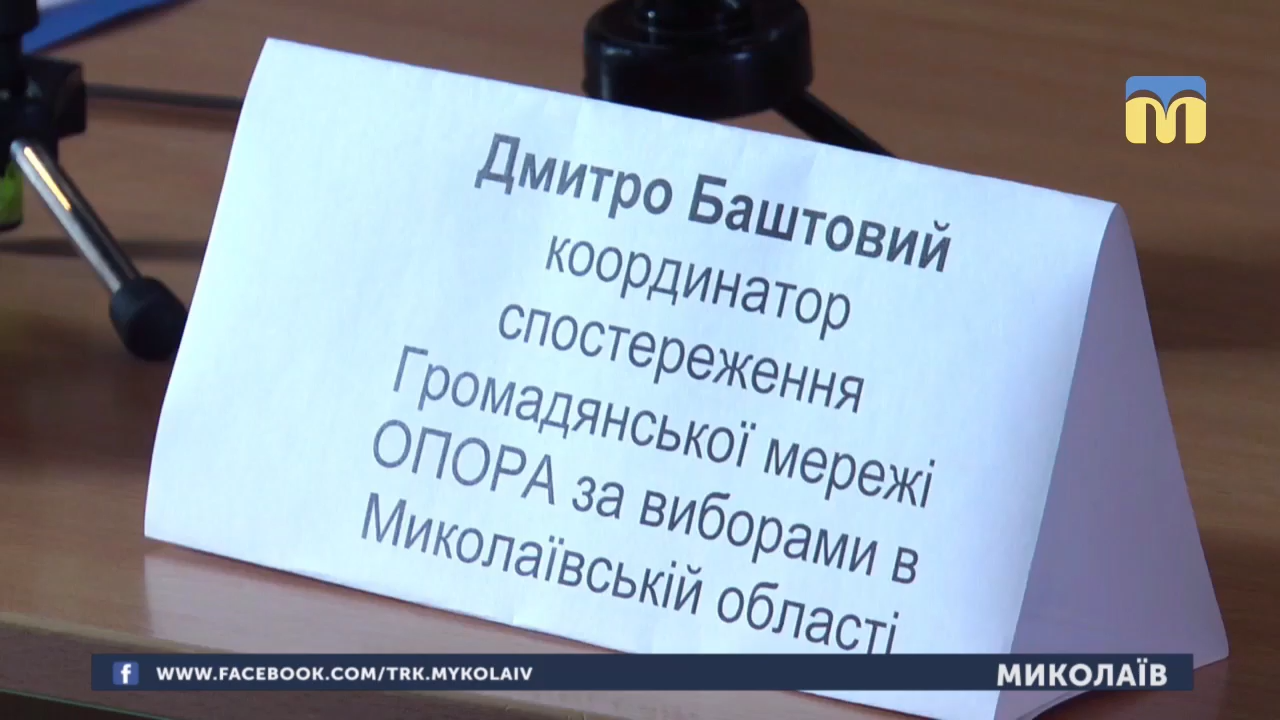 Дмитро Баштовий
координатор
спостереження
Громадянської мережі
ОПОРА за виборами в
Миколаївській області
WWW.FACEBOOK.COM/TRK.MYKOLAIV
МИКОЛАЇВ